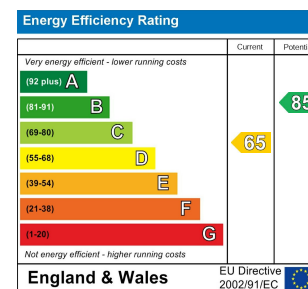 Energy Efficiency Rating
Current Potenti
Very energy efficient - lower running costs
(92 plus) A
(81-91) B
(69-80) C
(55-68) D
(39-54) E
(21-38) F
(1-20) G
65
85
Not energy efficient - higher running costs
England & Wales
EU Directive
2002/91/EC